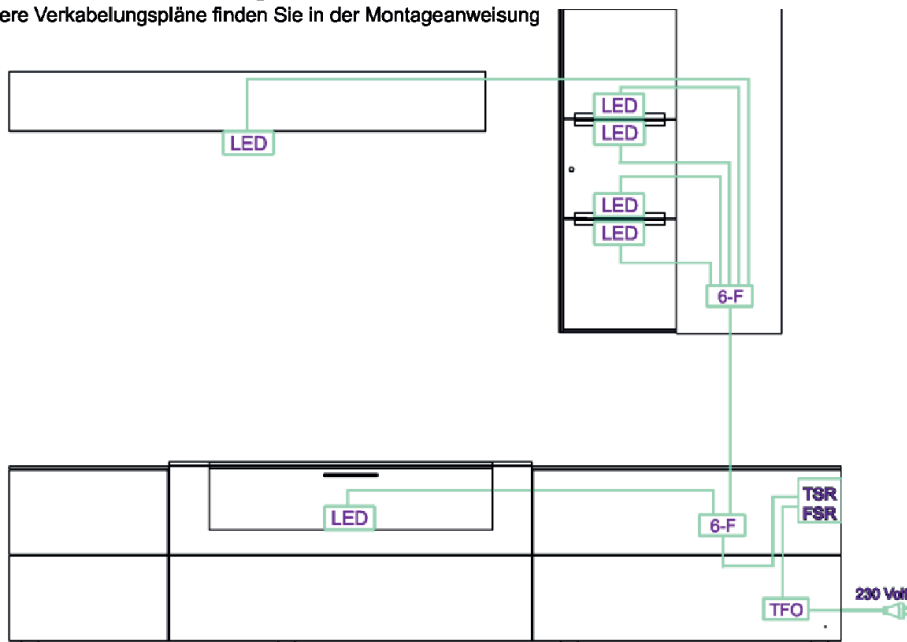 ere Verkabelungspläne finden Sie in der Montageanweisung
LED
LED
LED
LED
LED
6-F
LED
6-F
TSR
FSR
TFO
230 Volt